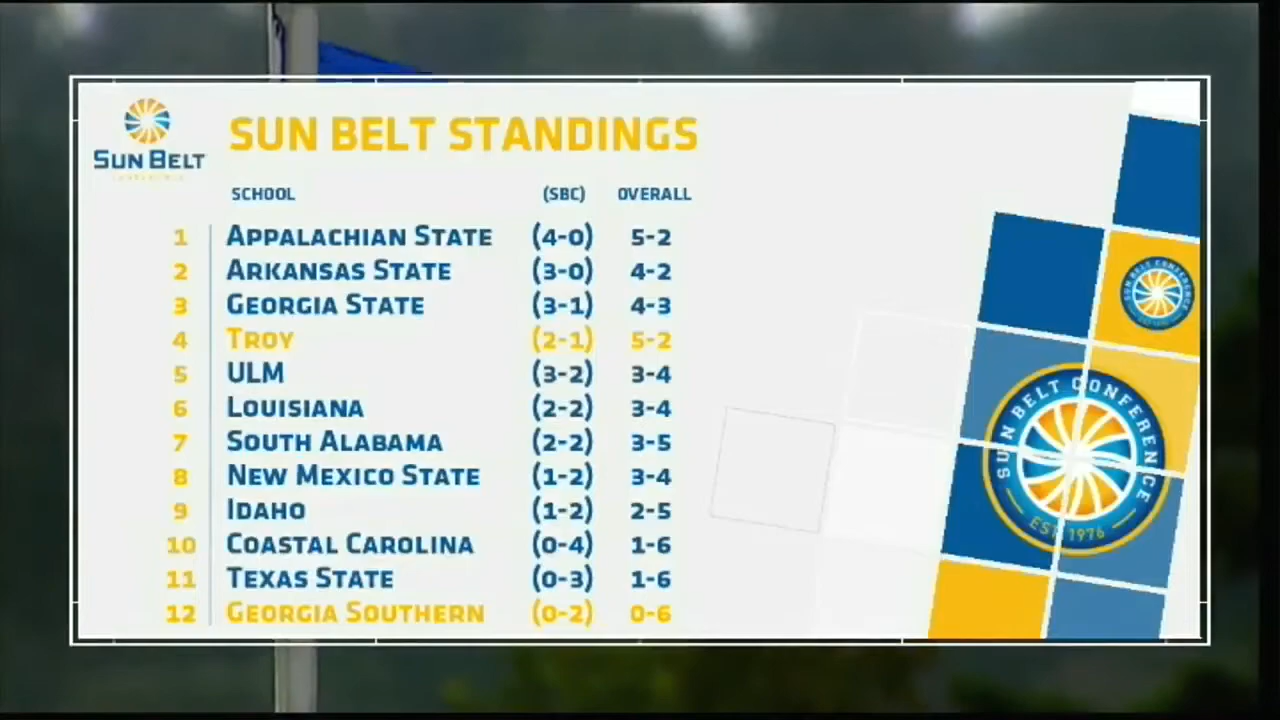 SUN BELT
CONFERENCE
SUN BELT STANDINGS
SCHOOL (SBC) OVERALL
1 APPALACHIAN STATE (4-0) 5-2
2 ARKANSAS STATE (3-0) 4-2
3 GEORGIA STATE (3-1) 4-3
4 TROY (2-1) 5-2
5 ULM (3-2) 3-4
6 LOUISIANA (2-2) 3-4
7 SOUTH ALABAMA (2-2) 3-5
8 NEW MEXICO STATE (1-2) 3-4
9 IDAHO (1-2) 2-5
10 COASTAL CAROLINA (0-4) 1-6
11 TEXAS STATE (0-3) 1-6
12 GEORGIA SOUTHERN (0-2) 0-6
SUN BELT CONFERENCE
SUN BELT CONFERENCE
EST 1976